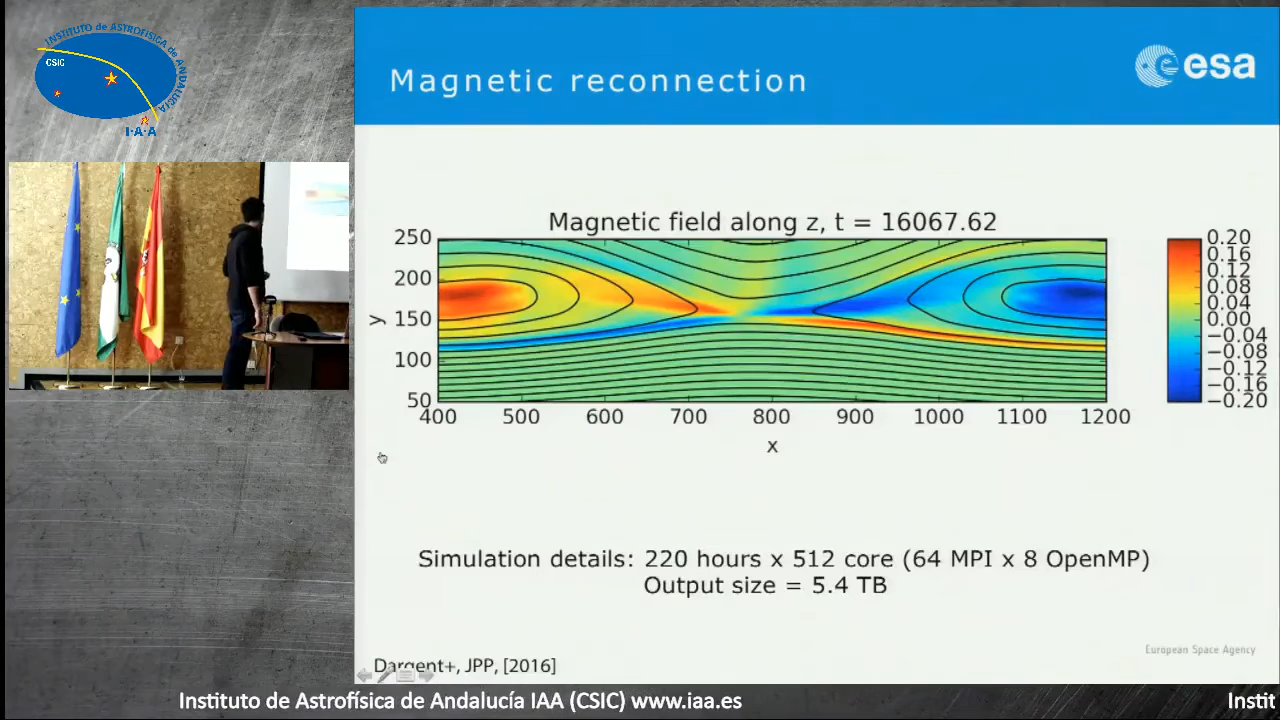 INSTITUTO de ASTROFÍSICA de ANDALUCÍA
CSIC
I·A·A
Magnetic reconnection
esa
Magnetic field along z, t = 16067.62
250
200
150
100
50
y
400 500 600 700 800 900 1000 1100 1200
x
0.20
0.16
0.12
0.08
0.04
0.00
−0.04
−0.08
−0.12
−0.16
−0.20
Simulation details: 220 hours x 512 core (64 MPI x 8 OpenMP)
Output size = 5.4 TB
European Space Agency
Dargent+, JPP, [2016]
Instituto de Astrofísica de Andalucía IAA (CSIC) www.iaa.es
Instit